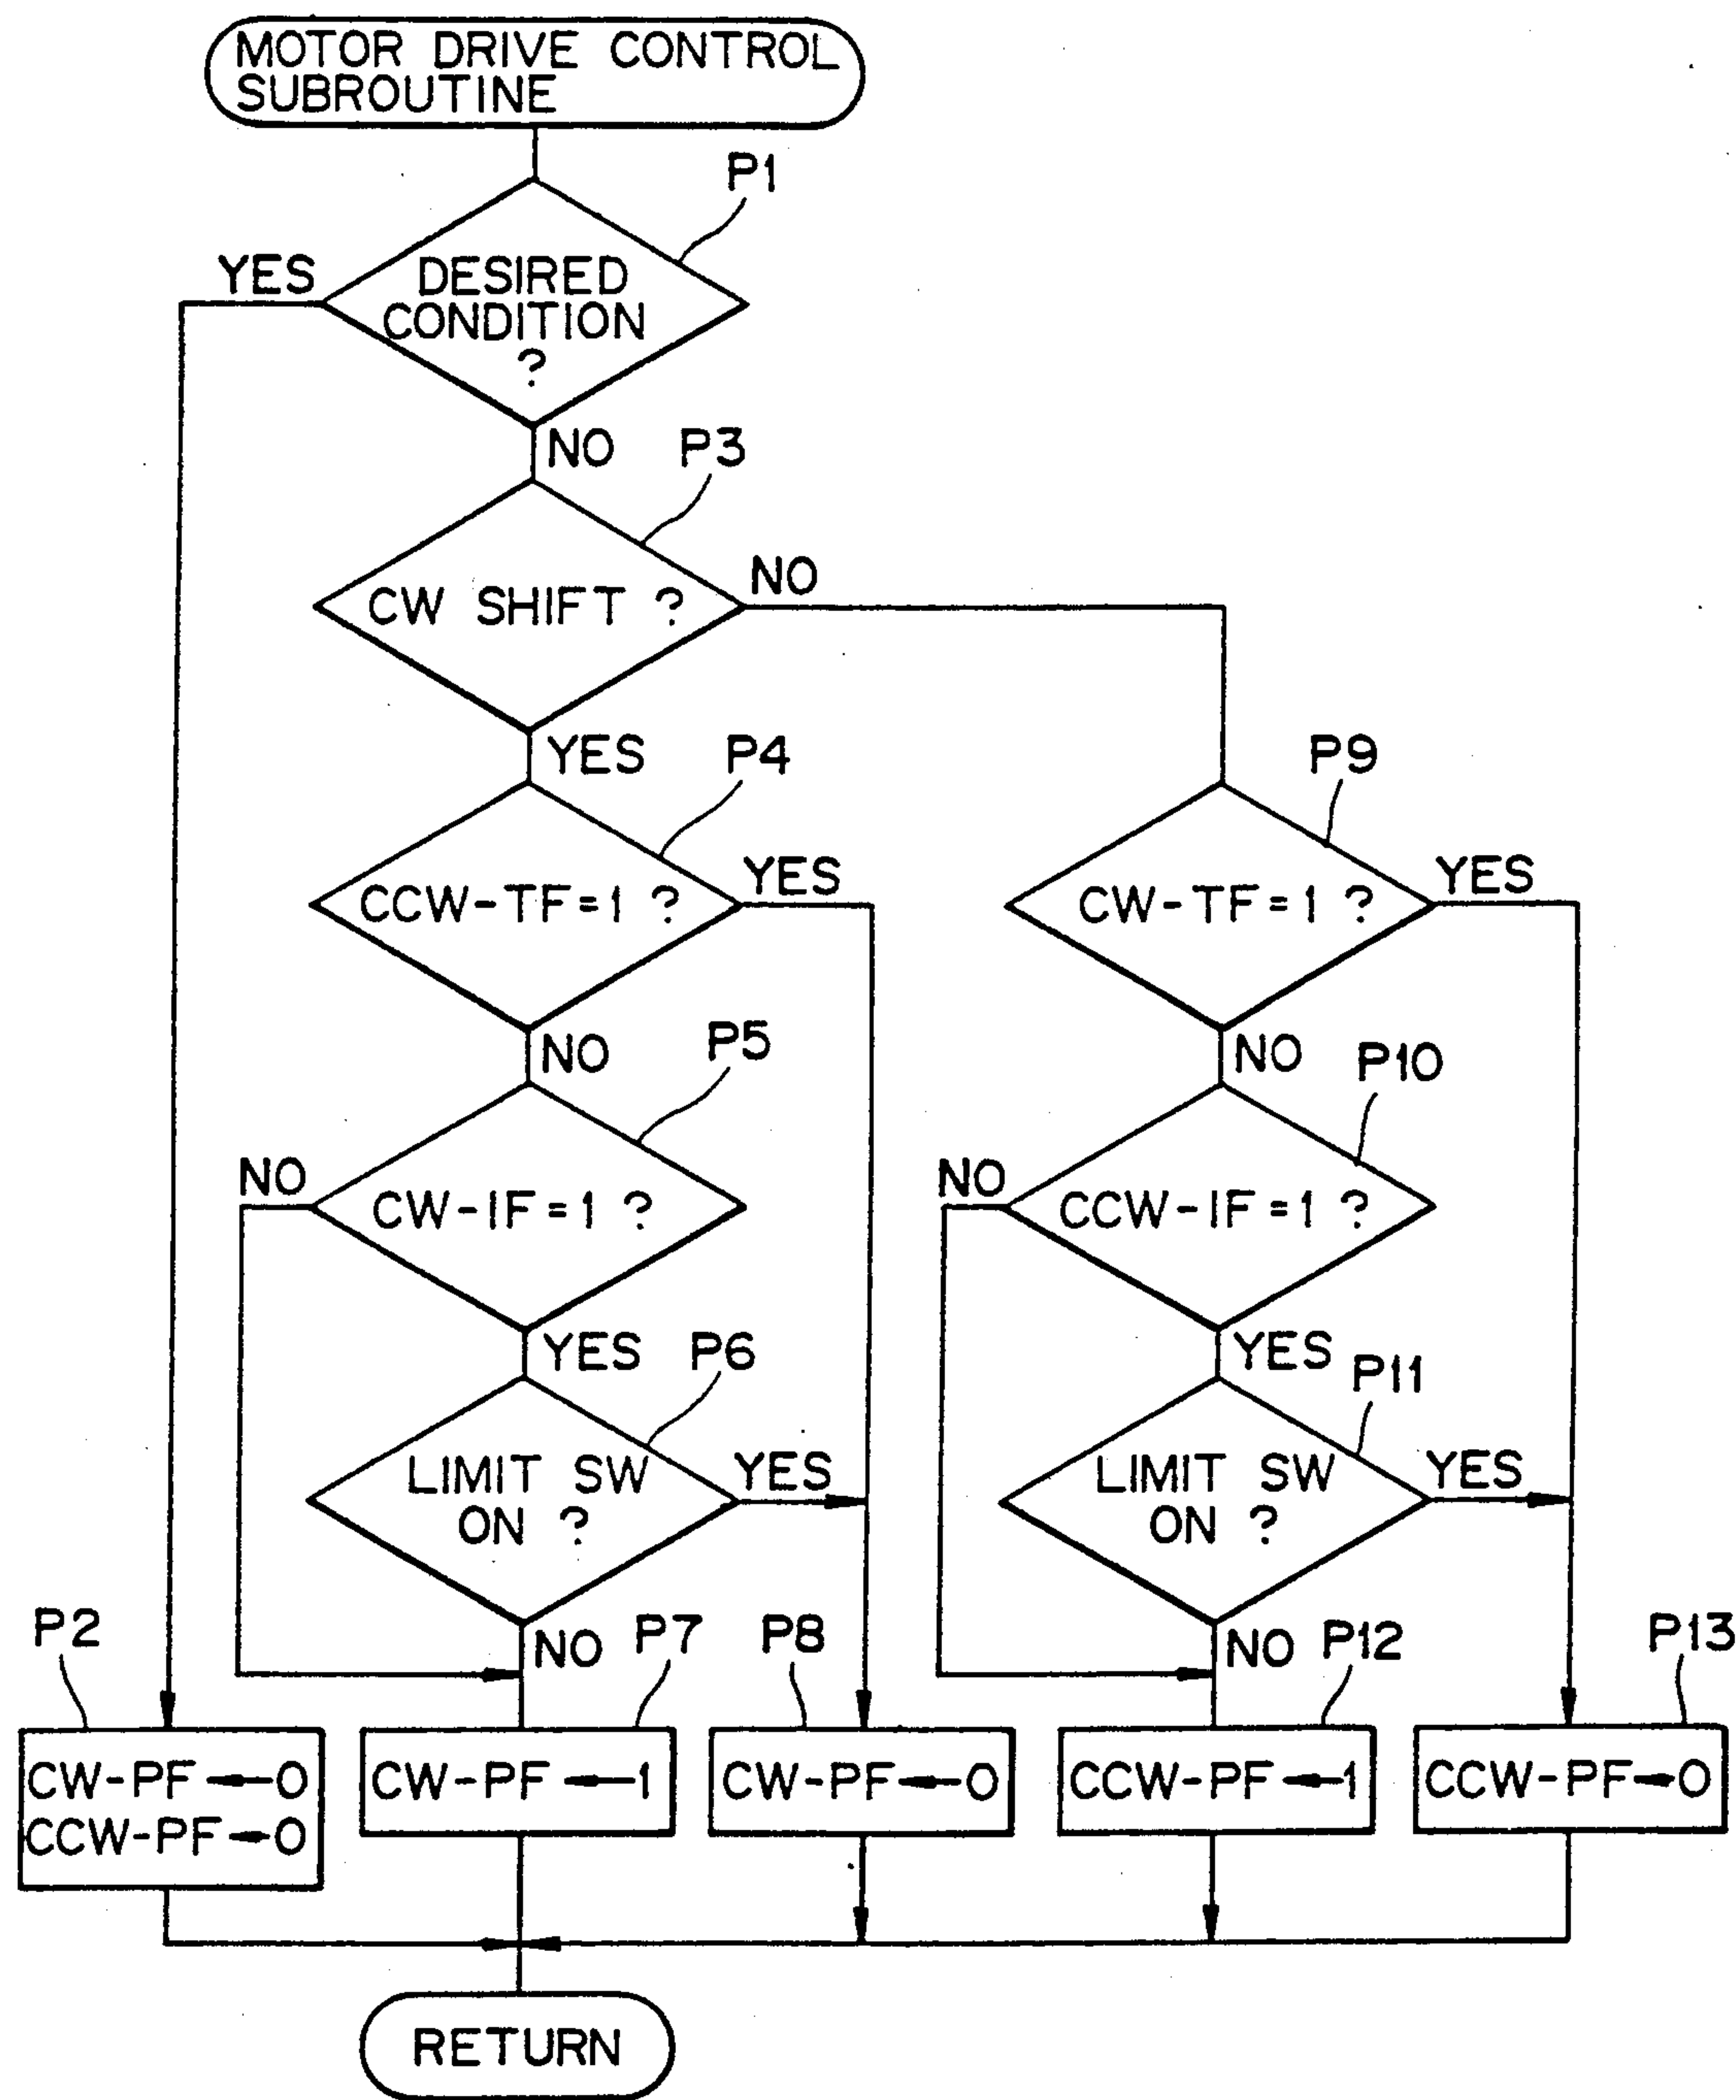 MOTOR DRIVE CONTROL
SUBROUTINE
P1
YES
DESIRED
CONDITION
?
NO
P3
CW SHIFT ?
NO
YES
P4
P9
CCW-TF=1 ?
YES
CW-TF=1 ?
YES
NO
P5
NO
P10
NO
CW-IF=1 ?
NO
CCW-IF=1 ?
YES
P6
YES
P11
LIMIT SW
ON ?
YES
LIMIT SW
ON ?
YES
P2
NO
P7
P8
NO
P12
P13
CW-PF←0
CCW-PF←0
CW-PF←1
CW-PF←0
CCW-PF←1
CCW-PF←0
RETURN